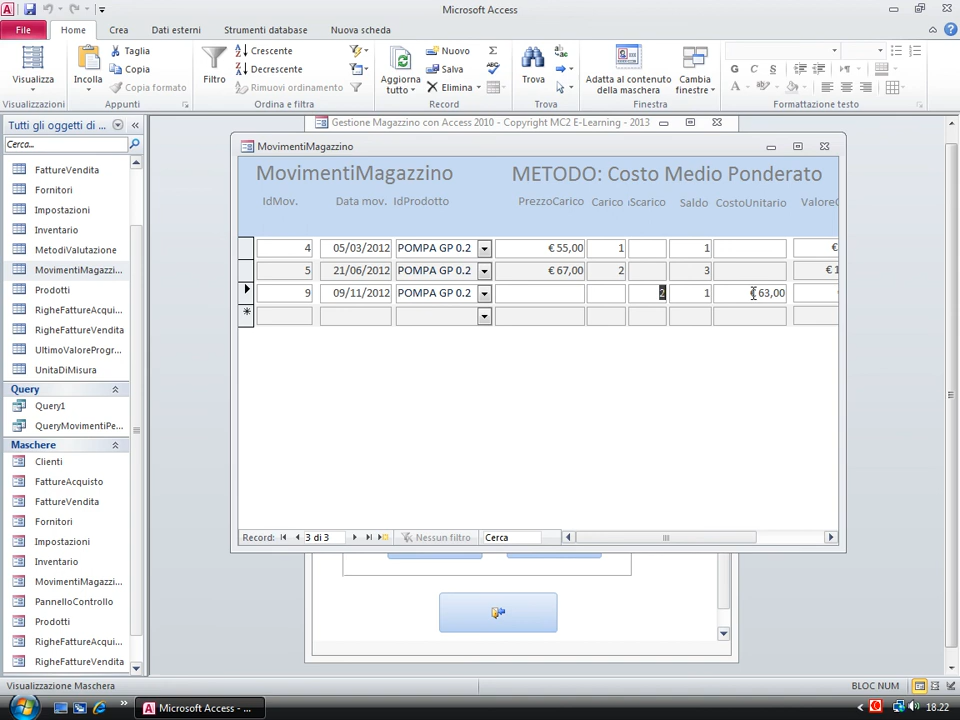 Microsoft Access
File Home Crea Dati esterni Strumenti database Nuova scheda
Visualizza
Visualizzazioni
Incolla
Taglia
Copia
Copia formato
Appunti
Filtro
Crescente
Decrescente
Rimuovi ordinamento
Ordina e filtra
Aggiorna tutto
Nuovo
Salva
Elimina
Record
Trova
Trova
Adatta al contenuto della maschera
Cambia finestre
Finestra
G C S
A
Formattazione testo
Tutti gli oggetti di ...
Cerca...
FattureVendita
Fornitori
Impostazioni
Inventario
MetodiValutazione
MovimentiMagazzi...
Prodotti
RigheFattureAcqui...
RigheFattureVendita
UltimoValoreProgr...
UnitaDiMisura
Query
Query1
QueryMovimentiPe...
Maschere
Clienti
FattureAcquisto
FattureVendita
Fornitori
Impostazioni
Inventario
MovimentiMagazzi...
PannelloControllo
Prodotti
RigheFattureAcqui...
RigheFattureVendita
Gestione Magazzino con Access 2010 - Copyright MC2 E-Learning - 2013
MovimentiMagazzino
MovimentiMagazzino METODO: Costo Medio Ponderato
IdMov. Data mov. IdProdotto PrezzoCarico Carico Scarico Saldo CostoUnitario
4 05/03/2012 POMPA GP 0.2 € 55,00 1 1 €
5 21/06/2012 POMPA GP 0.2 € 67,00 2 3 € 1
9 09/11/2012 POMPA GP 0.2 2 1 € 63,00
Record: 3 di 3 Nessun filtro Cerca
Visualizzazione Maschera BLOC NUM
Microsoft Access - ... 18.22